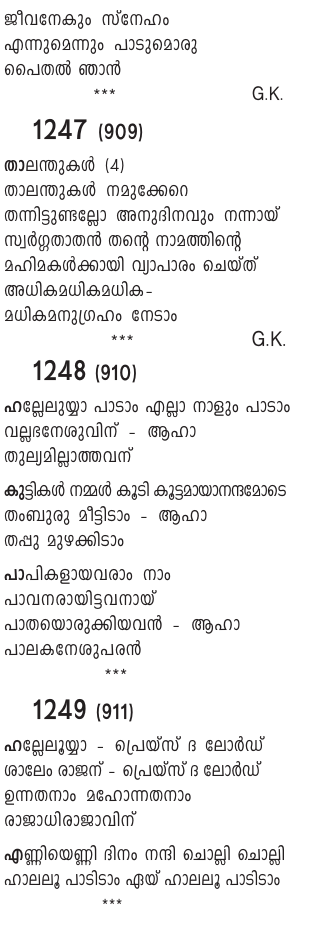 ജീവനേകും സ്നേഹം
എന്നുമെന്നും പാടുമൊരു
പൈതൽ ഞാൻ
*** G.K.
1247 (909)
താലന്തുകൾ (4)
താലന്തുകൾ നമുക്കേറെ
തന്നിട്ടുണ്ടല്ലോ അനുദിനവും നന്നായ്
സ്വർഗ്ഗതാതൻ തന്റെ നാമത്തിന്റെ
മഹിമകൾക്കായി വ്യാപാരം ചെയ്ത്
അധികമധികമധിക-
മധികമനുഗ്രഹം നേടാം
*** G.K.
1248 (910)
ഹല്ലേലുയ്യാ പാടാം എല്ലാ നാളും പാടാം
വല്ലഭനേശുവിന് - ആഹാ
തുല്യമില്ലാത്തവന്
കുട്ടികൾ നമ്മൾ കൂടി കൂട്ടമായാനന്ദമോടെ
തംബുരു മീട്ടിടാം - ആഹാ
തപ്പു മുഴക്കിടാം
പാപികളായവരാം നാം
പാവനരായിട്ടവനായ്
പാതയൊരുക്കിയവൻ - ആഹാ
പാലകനേശുപരൻ
***
1249 (911)
ഹല്ലേലൂയ്യാ - പ്രെയ്സ് ദ ലോർഡ്
ശാലേം രാജന് - പ്രെയ്സ് ദ ലോർഡ്
ഉന്നതനാം മഹോന്നതനാം
രാജാധിരാജാവിന്
എണ്ണിയെണ്ണി ദിനം നന്ദി ചൊല്ലി ചൊല്ലി
ഹാലലൂ പാടിടാം ഏയ് ഹാലലൂ പാടിടാം
***